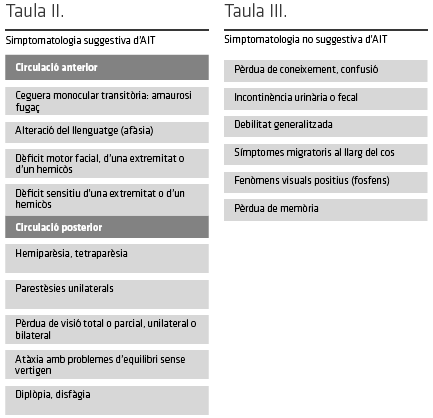 Taula II.
Simptomatologia suggestiva d'AIT
Circulació anterior
Ceguera monocular transitòria: amaurosi
fugaç
Alteració del llenguatge (afàsia)
Dèficit motor facial, d'una extremitat o
d'un hemicòs
Dèficit sensitiu d'una extremitat o d'un
hemicòs
Circulació posterior
Hemiparèsia, tetraparèsia
Parestèsies unilaterals
Pèrdua de visió total o parcial, unilateral o
bilateral
Atàxia amb problemes d'equilibri sense
vertigen
Diplòpia, disfàgia
Taula III.
Simptomatologia no suggestiva d'AIT
Pèrdua de coneixement, confusió
Incontinència urinària o fecal
Debilitat generalitzada
Símptomes migratoris al llarg del cos
Fenòmens visuals positius (fosfens)
Pèrdua de memòria